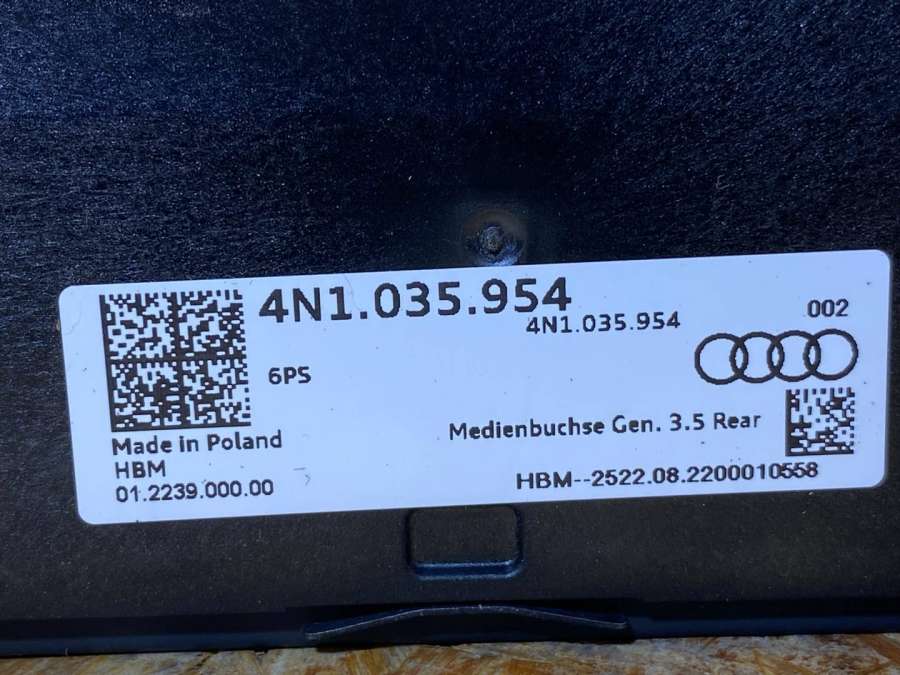 4N1.035.954
4N1.035.954
002
6PS
Medienbuchse Gen. 3.5 Rear
Made in Poland
HBM
01.2239.000.00
HBM--2522.08.2200010558